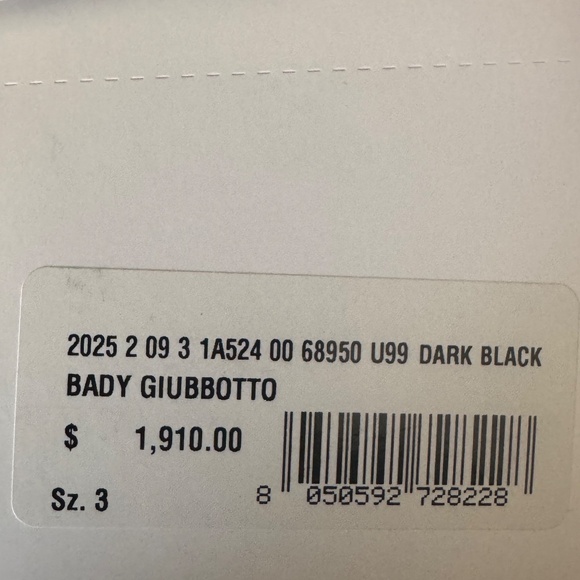 2025 2 09 3 1A524 00 68950 U99 DARK BLACK
BADY GIUBBOTTO
$ 1,910.00
Sz. 3
8 050592 728228